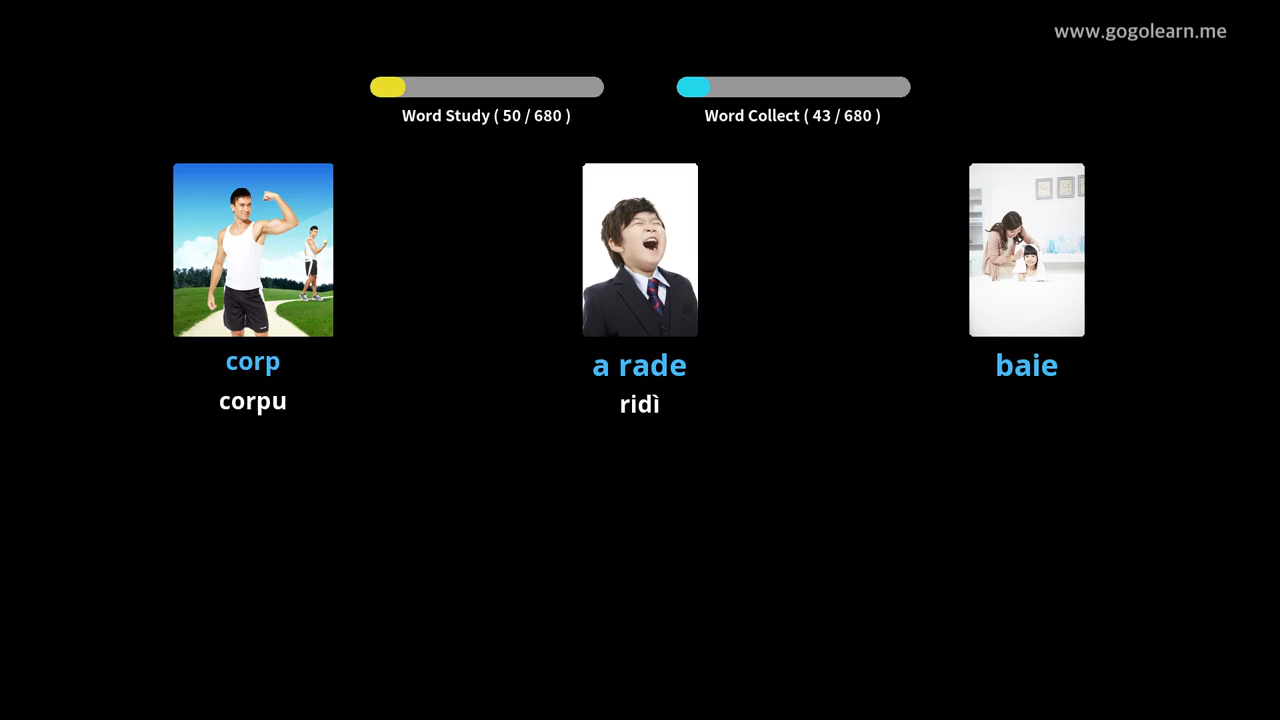 www.gogolearn.me
Word Study ( 50 / 680 )
Word Collect ( 43 / 680 )
corp
corpu
a rade
ridì
baie